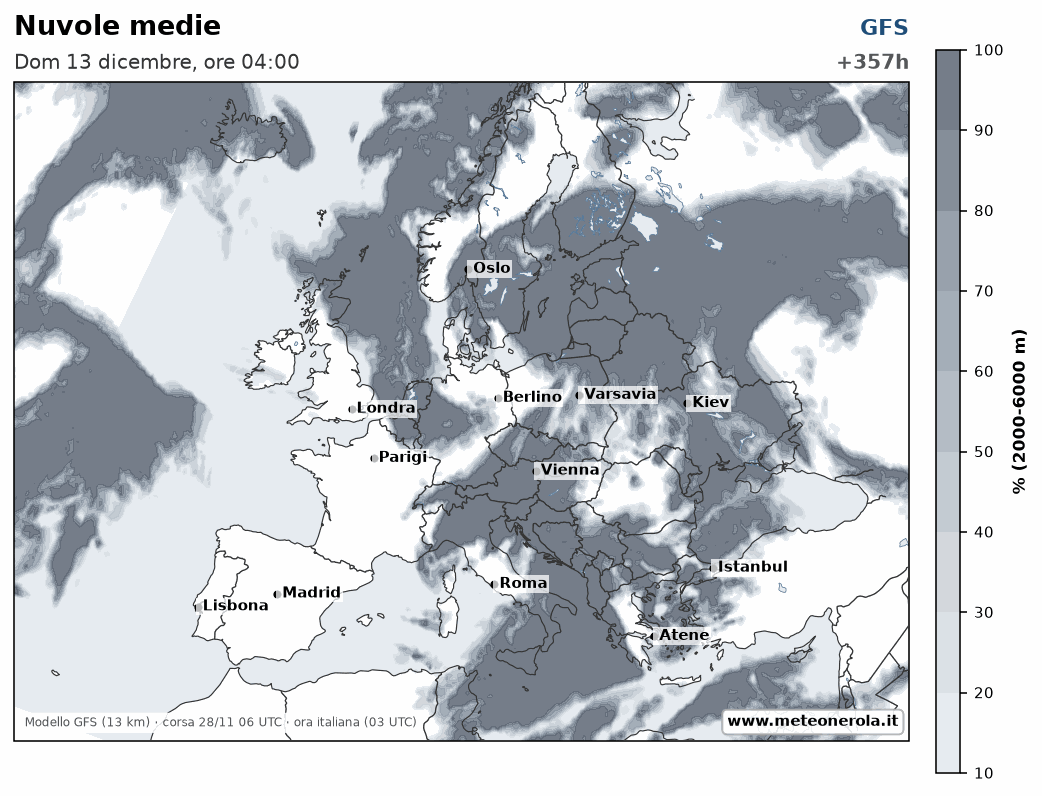 Nuvole medie
GFS
Dom 13 dicembre, ore 04:00
+357h
Oslo
Berlino
Varsavia
Kiev
Londra
Parigi
Vienna
Istanbul
Roma
Madrid
Lisbona
Atene
Modello GFS (13 km) · corsa 28/11 06 UTC · ora italiana (03 UTC)
www.meteonerola.it
100
90
80
70
60
50
40
30
20
10
% (2000-6000 m)